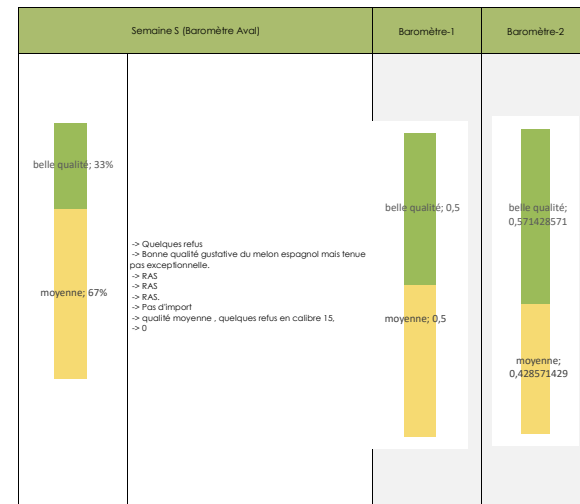 Semaine S (Baromètre Aval)
Baromètre-1
Baromètre-2
belle qualité; 33%
moyenne; 67%
-> Quelques refus
-> Bonne qualité gustative du melon espagnol mais tenue
pas exceptionnelle.
-> RAS
-> RAS
-> RAS.
-> Pas d'import
-> qualité moyenne , quelques refus en calibre 15,
-> 0
belle qualité; 0,5
moyenne; 0,5
belle qualité;
0,571428571
moyenne;
0,428571429